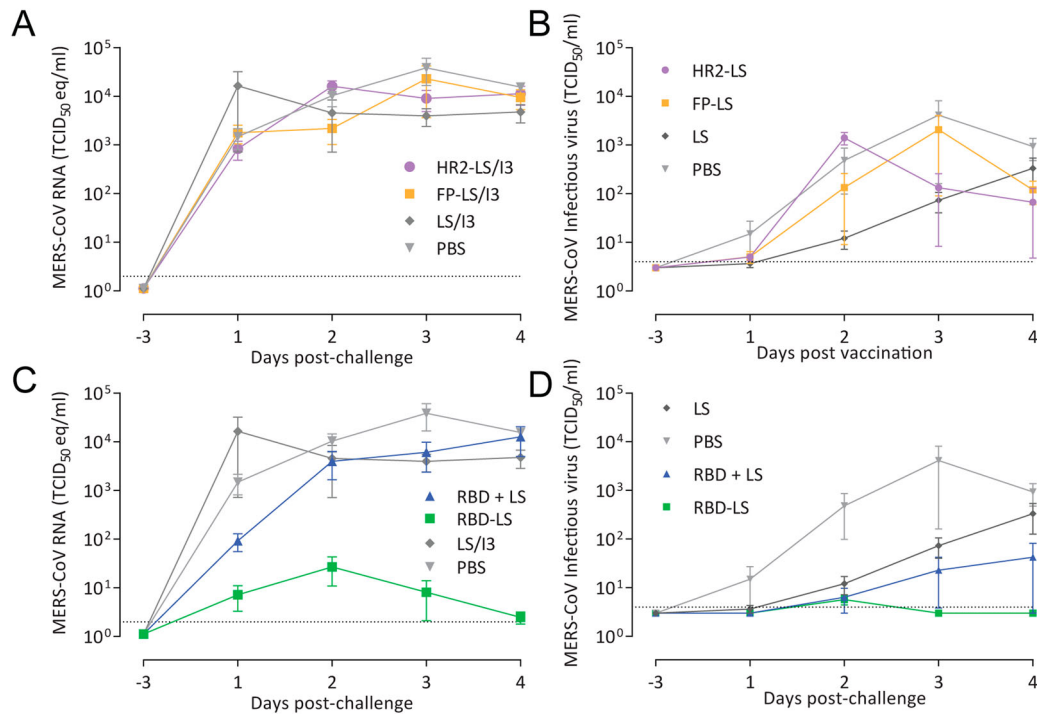 A
MERS-CoV RNA (TCID50 eq/ml)
10^5
10^4
10^3
10^2
10^1
10^0
HR2-LS/I3
FP-LS/I3
LS/I3
PBS
-3 1 2 3 4
Days post-challenge
B
MERS-CoV Infectious virus (TCID50/ml)
10^5
10^4
10^3
10^2
10^1
10^0
HR2-LS
FP-LS
LS
PBS
-3 1 2 3 4
Days post vaccination
C
MERS-CoV RNA (TCID50 eq/ml)
10^5
10^4
10^3
10^2
10^1
10^0
RBD + LS
RBD-LS
LS/I3
PBS
-3 1 2 3 4
Days post-challenge
D
MERS-CoV Infectious virus (TCID50/ml)
10^5
10^4
10^3
10^2
10^1
10^0
LS
PBS
RBD + LS
RBD-LS
-3 1 2 3 4
Days post-challenge